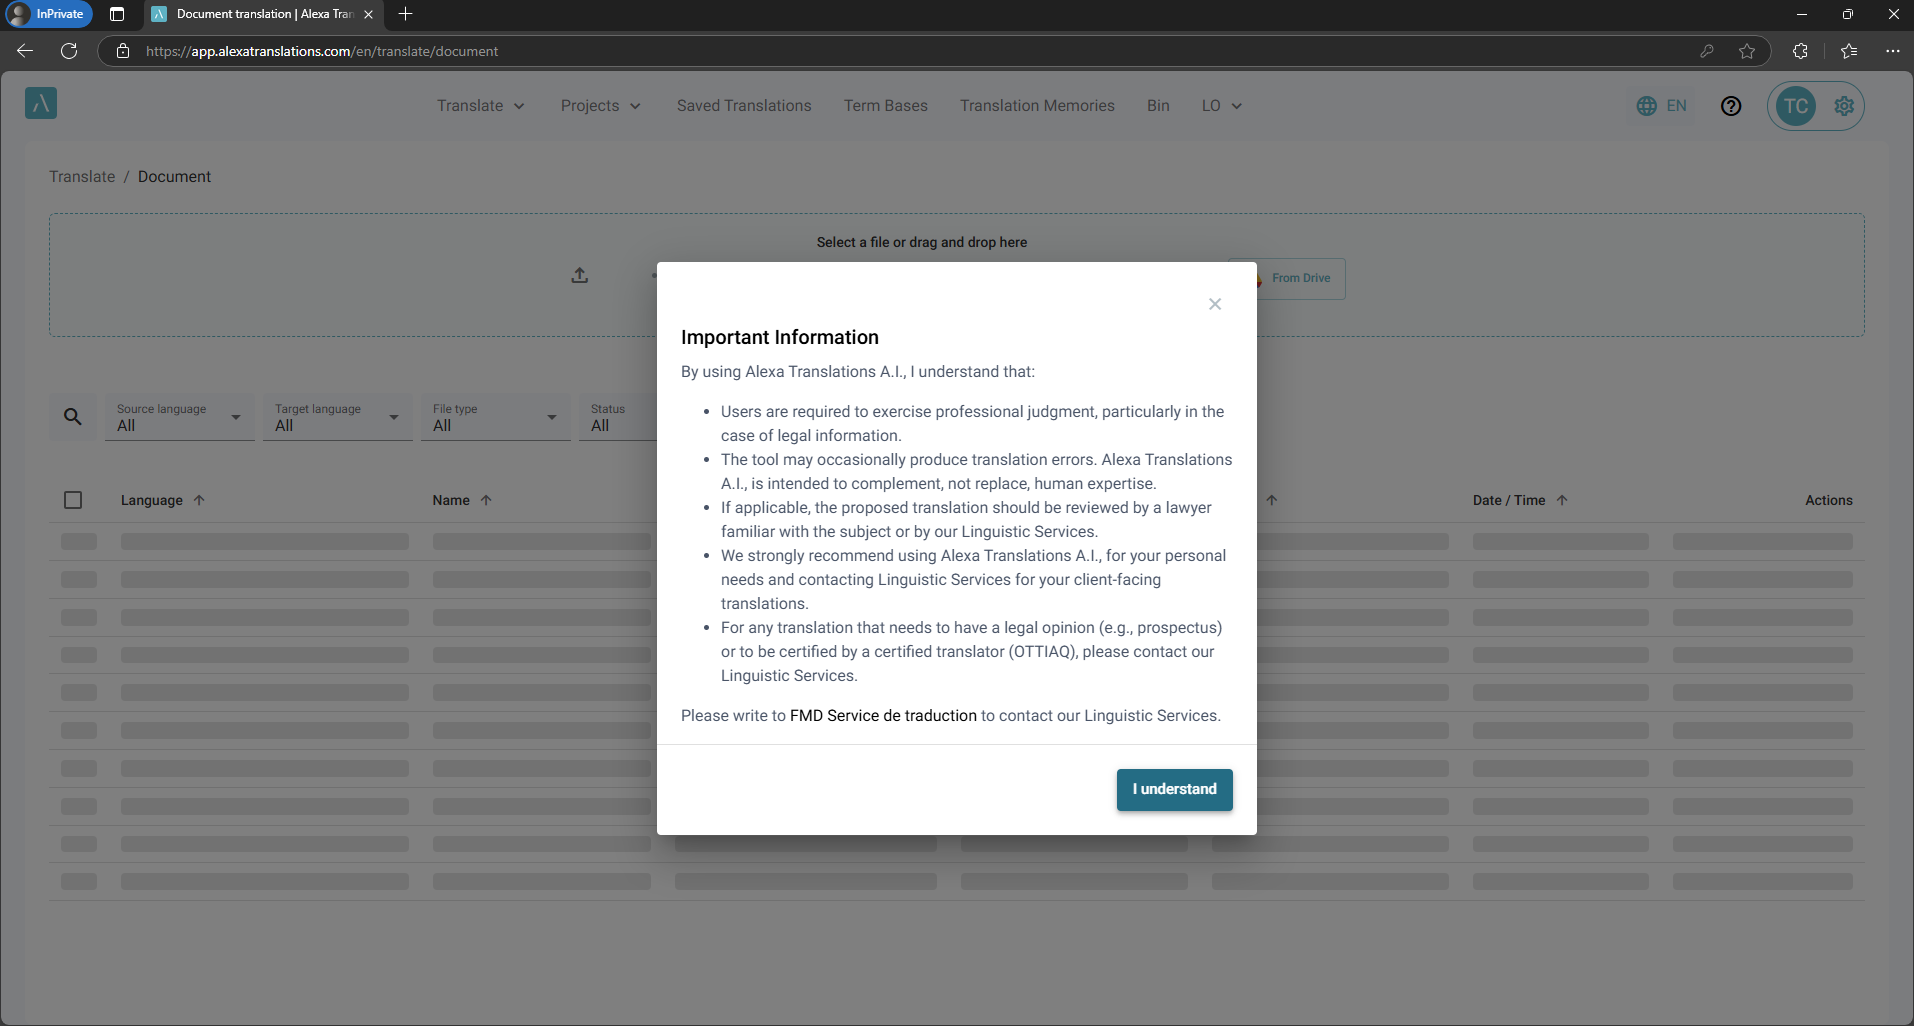 InPrivate
Document translation | Alexa Tran
https://app.alexatranslations.com/en/translate/document
Translate
Projects
Saved Translations
Term Bases
Translation Memories
Bin
LO
EN
TC
Translate / Document
Select a file or drag and drop here
From Drive
Source language
All
Target language
All
File type
All
Status
All
Language
Name
Date / Time
Actions
Important Information
By using Alexa Translations A.I., I understand that:
• Users are required to exercise professional judgment, particularly in the
case of legal information.
• The tool may occasionally produce translation errors. Alexa Translations
A.I., is intended to complement, not replace, human expertise.
• If applicable, the proposed translation should be reviewed by a lawyer
familiar with the subject or by our Linguistic Services.
• We strongly recommend using Alexa Translations A.I., for your personal
needs and contacting Linguistic Services for your client-facing
translations.
• For any translation that needs to have a legal opinion (e.g., prospectus)
or to be certified by a certified translator (OTTIAQ), please contact our
Linguistic Services.
Please write to FMD Service de traduction to contact our Linguistic Services.
I understand